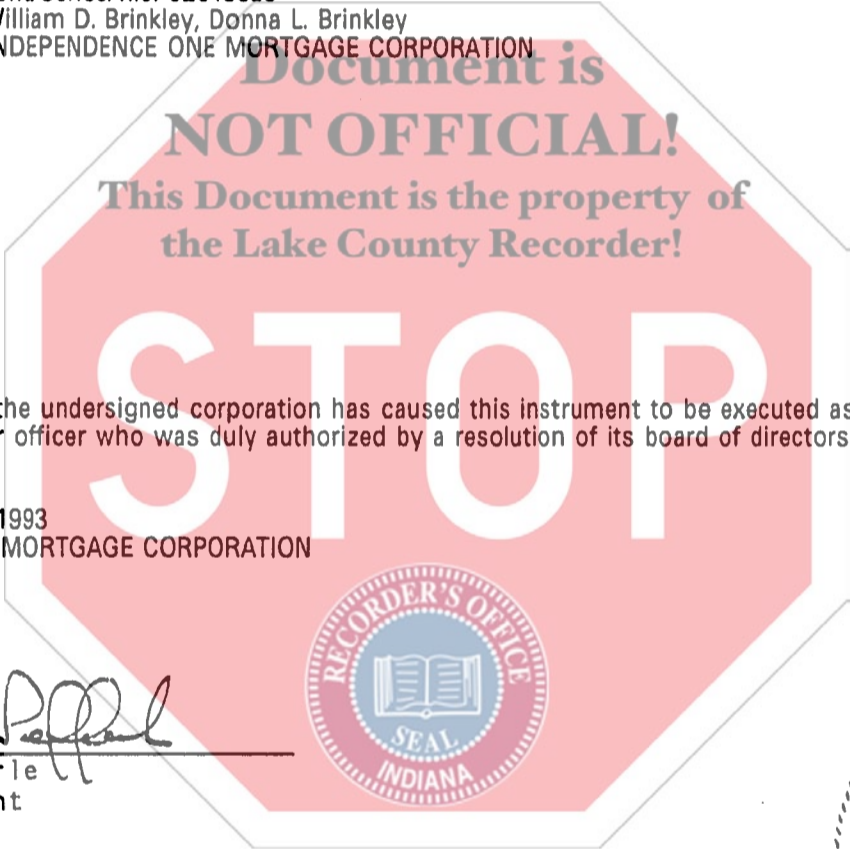 William D. Brinkley, Donna L. Brinkley
NDEPENDENCE ONE MORTGAGE CORPORATION
Document is
NOT OFFICIAL!
This Document is the property of
the Lake County Recorder!
STOP
the undersigned corporation has caused this instrument to be executed as
officer who was duly authorized by a resolution of its board of directors
1993
MORTGAGE CORPORATION
RECORDER'S OFFICE
SEAL
INDIANA
le
nt